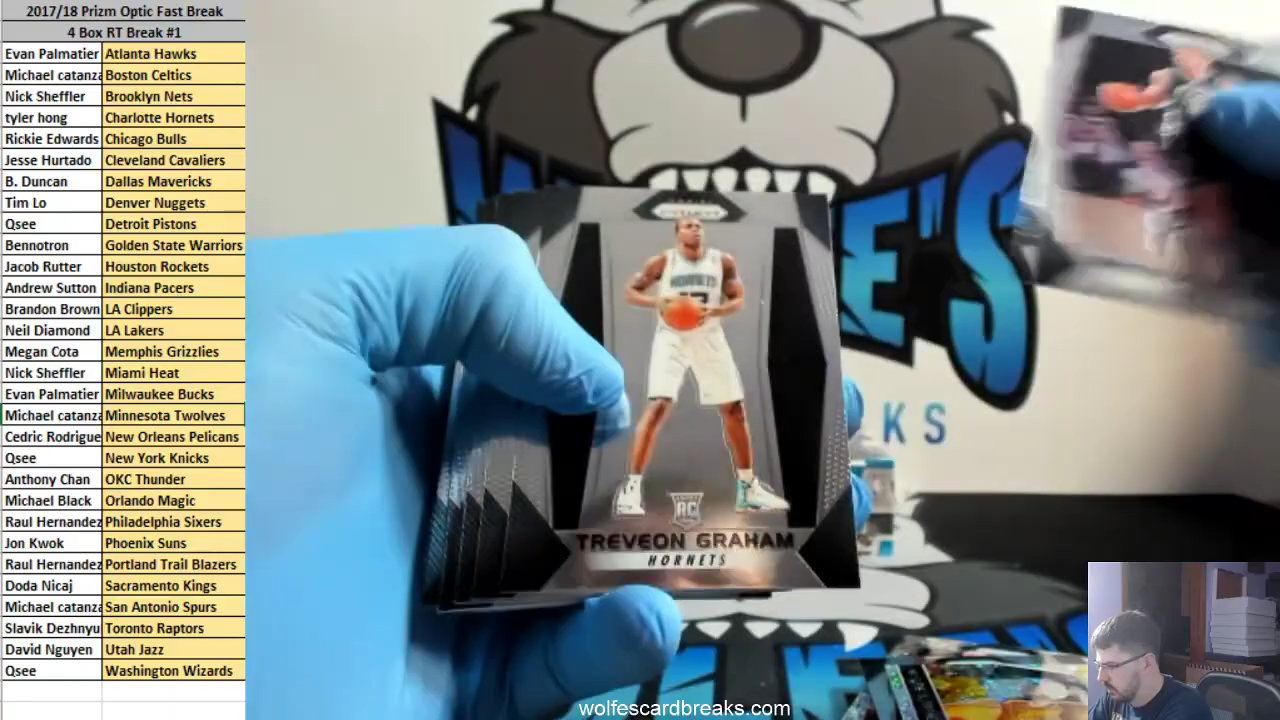 2017/18 Prizm Optic Fast Break
4 Box RT Break #1
Evan Palmatier Atlanta Hawks
Michael catanza Boston Celtics
Nick Sheffler Brooklyn Nets
tyler hong Charlotte Hornets
Rickie Edwards Chicago Bulls
Jesse Hurtado Cleveland Cavaliers
B. Duncan Dallas Mavericks
Tim Lo Denver Nuggets
Qsee Detroit Pistons
Bennotron Golden State Warriors
Jacob Rutter Houston Rockets
Andrew Sutton Indiana Pacers
Brandon Brown LA Clippers
Neil Diamond LA Lakers
Megan Cota Memphis Grizzlies
Nick Sheffler Miami Heat
Evan Palmatier Milwaukee Bucks
Michael catanza Minnesota Twolves
Cedric Rodrigue New Orleans Pelicans
Qsee New York Knicks
Anthony Chan OKC Thunder
Michael Black Orlando Magic
Raul Hernandez Philadelphia Sixers
Jon Kwok Phoenix Suns
Raul Hernandez Portland Trail Blazers
Doda Nicaj Sacramento Kings
Michael catanza San Antonio Spurs
Slavik Dezhnyu Toronto Raptors
David Nguyen Utah Jazz
Qsee Washington Wizards
PRIZM
HORNETS
RC
TREVEON GRAHAM
HORNETS
E'S
KS
wolfescardbreaks.com